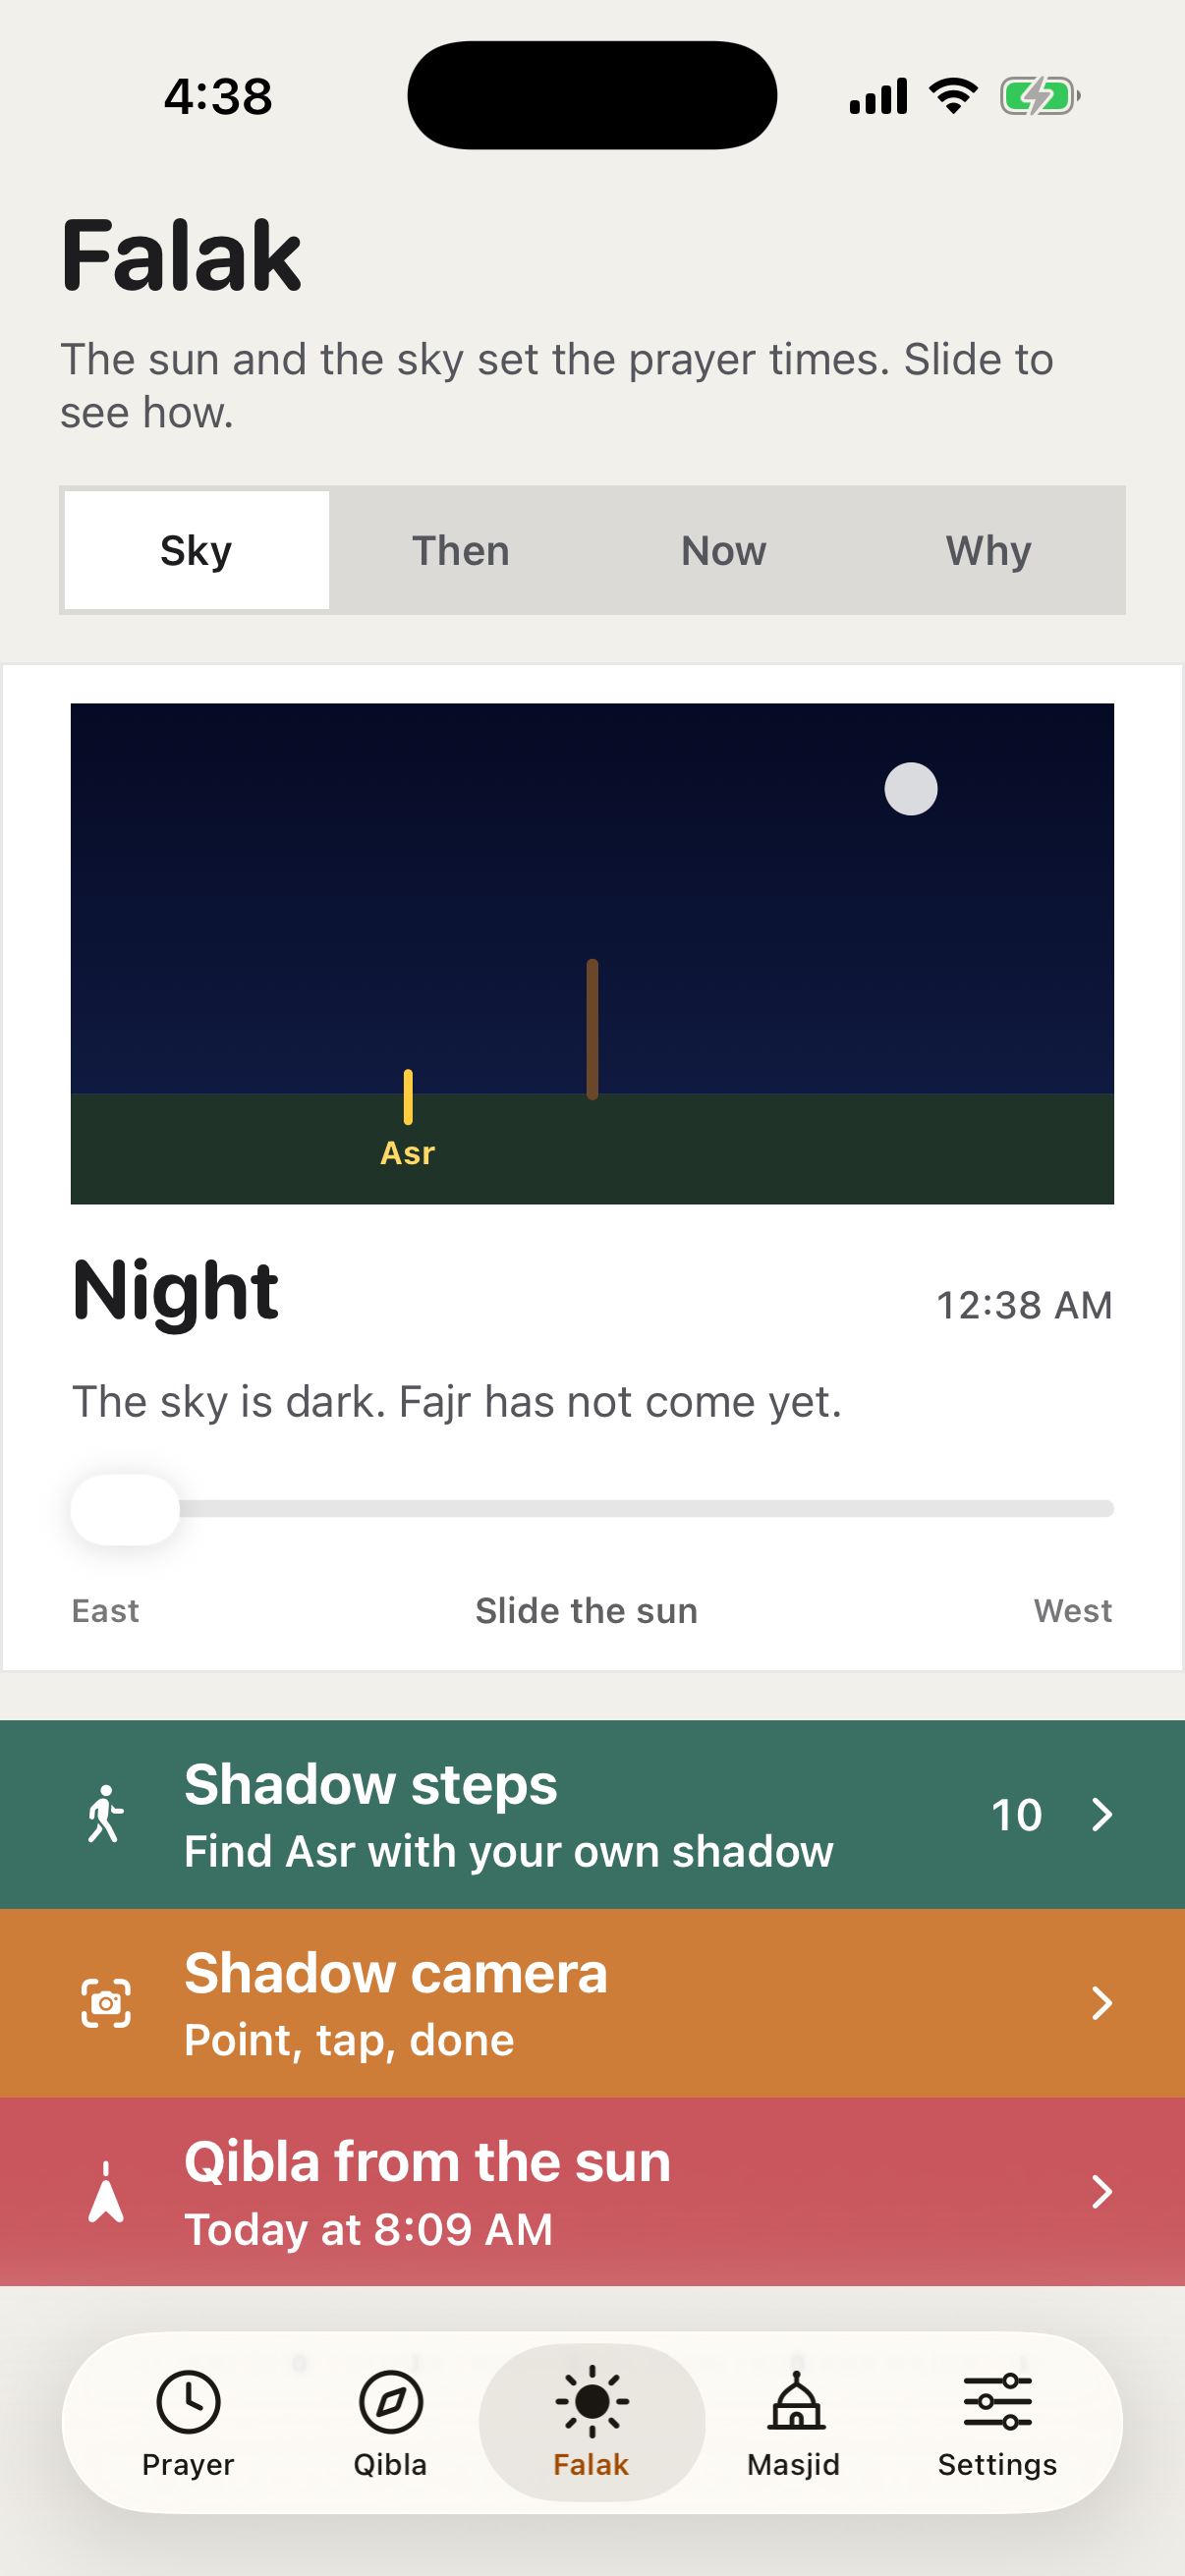 4:38
Falak
The sun and the sky set the prayer times. Slide to
see how.
Sky
Then
Now
Why
Asr
Night
12:38 AM
The sky is dark. Fajr has not come yet.
East
Slide the sun
West
Shadow steps
10
Find Asr with your own shadow
Shadow camera
Point, tap, done
Qibla from the sun
Today at 8:09 AM
Prayer
Qibla
Falak
Masjid
Settings